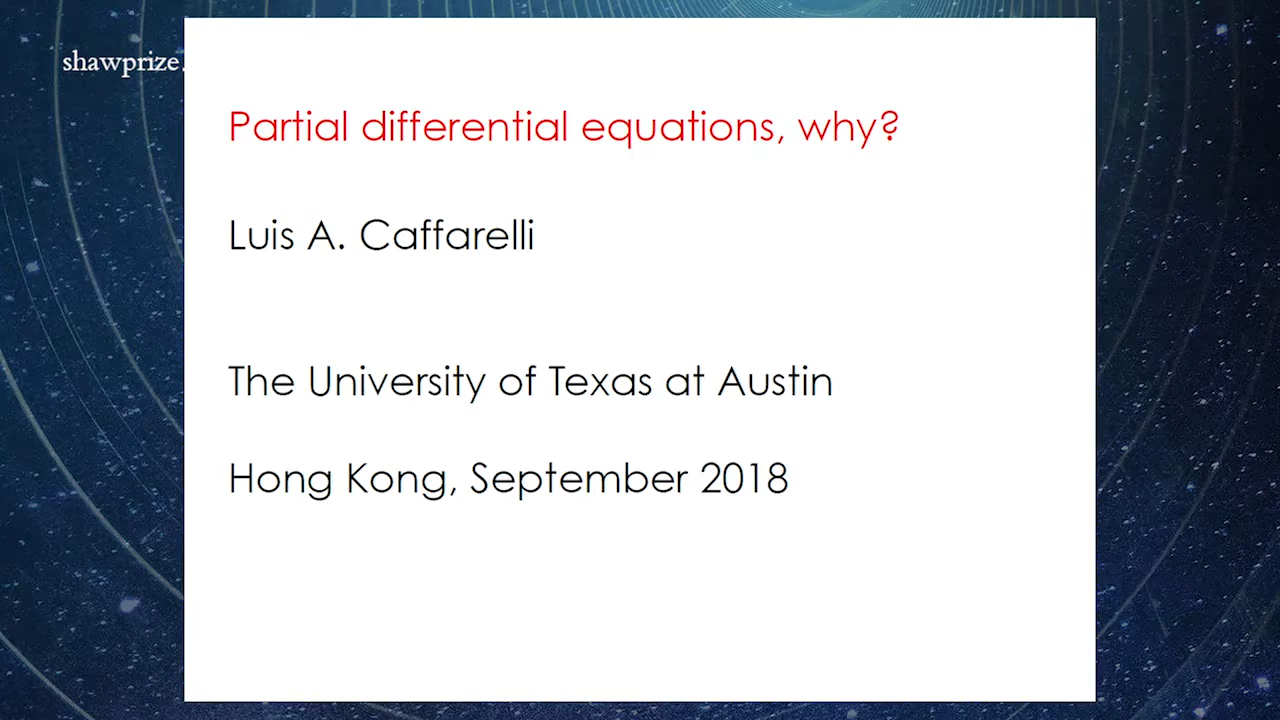 shawprize.
Partial differential equations, why?
Luis A. Caffarelli
The University of Texas at Austin
Hong Kong, September 2018